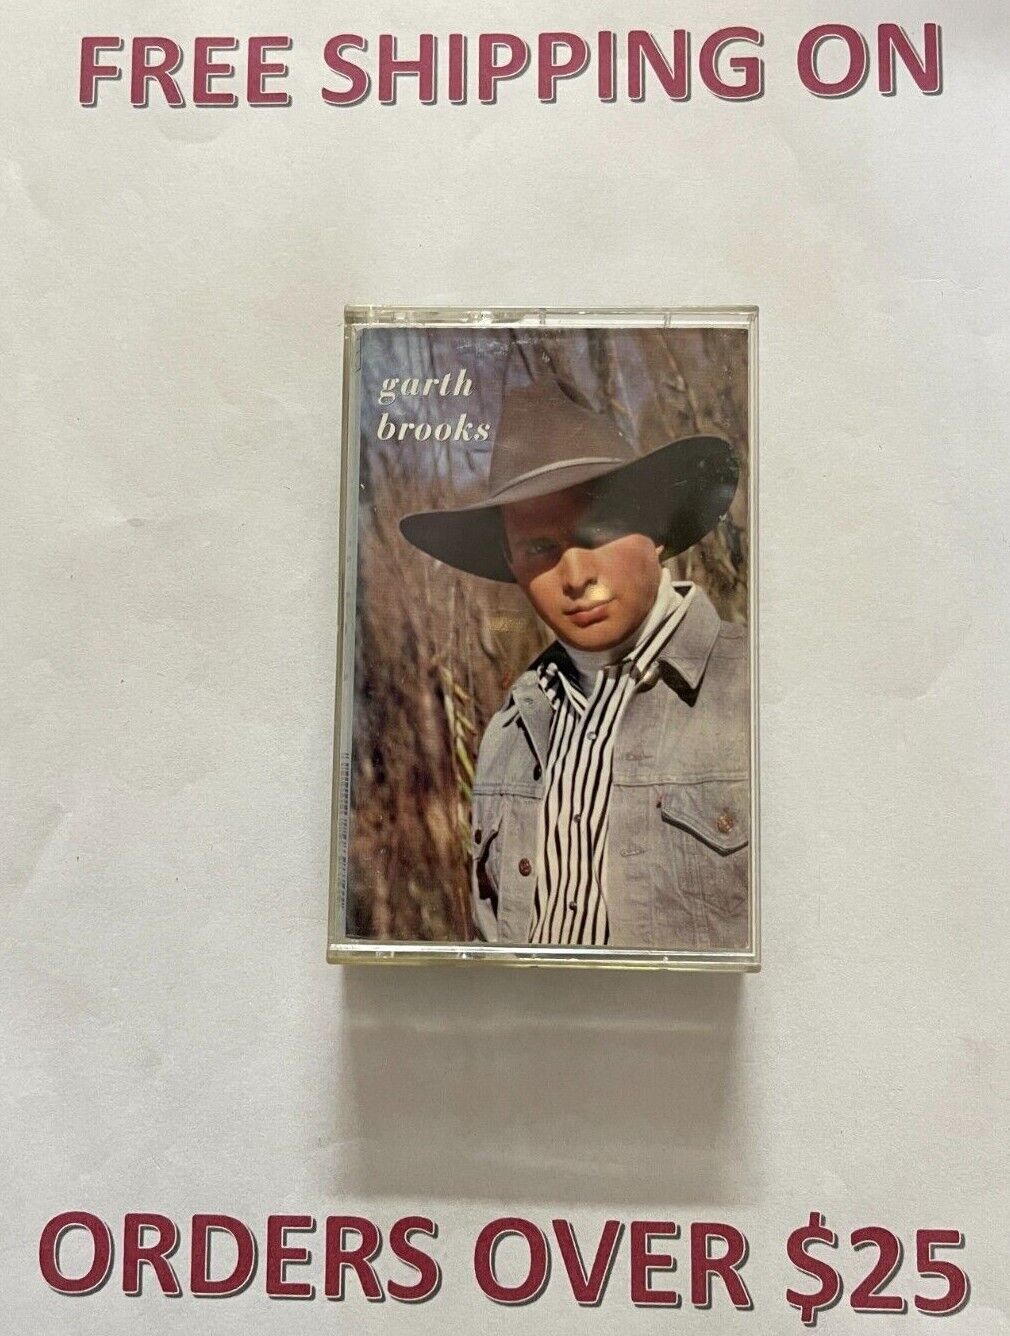 FREE SHIPPING ON
garth
brooks
ORDERS OVER $25